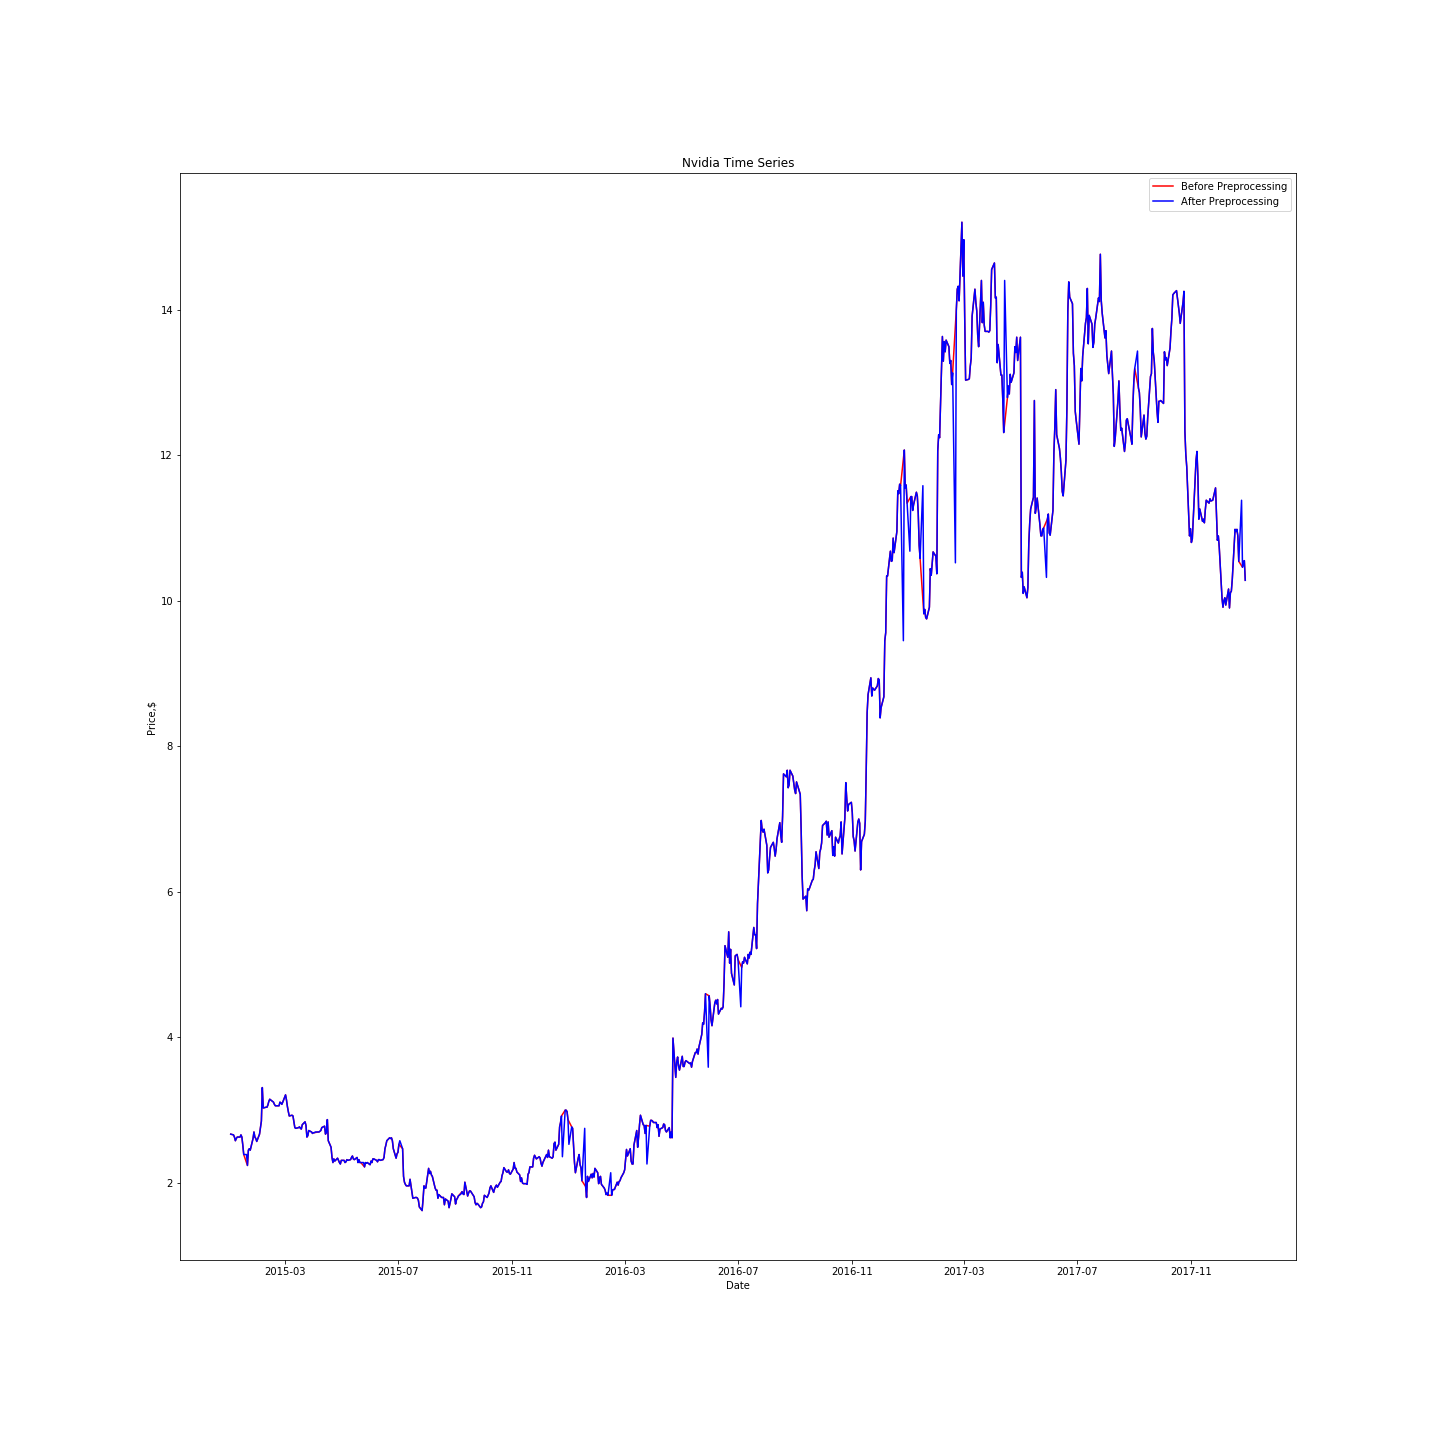 Nvidia Time Series
Before Preprocessing
After Preprocessing
14
12
10
8
6
4
2
Price,$
2015-03 2015-07 2015-11 2016-03 2016-07 2016-11 2017-03 2017-07 2017-11
Date